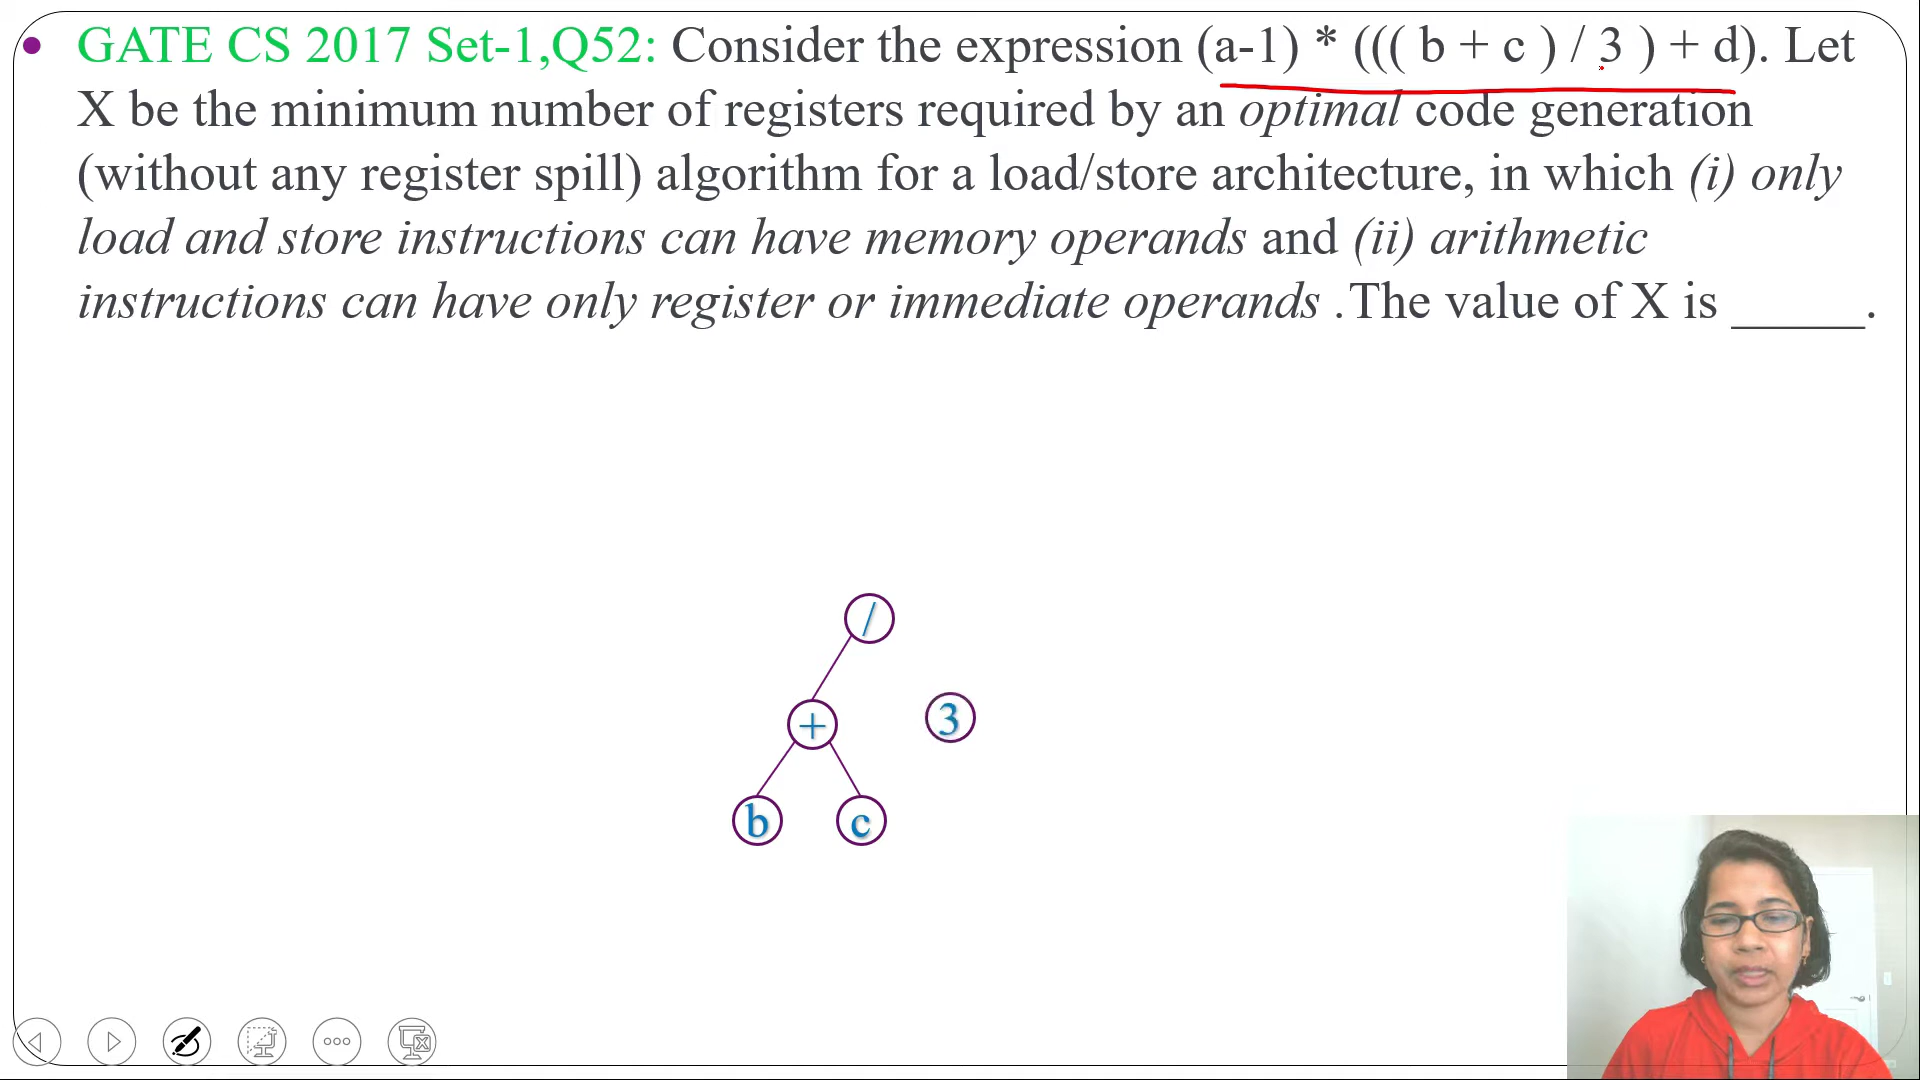 GATE CS 2017 Set-1,Q52: Consider the expression (a-1) * ((( b + c ) / 3 ) + d). Let
X be the minimum number of registers required by an optimal code generation
(without any register spill) algorithm for a load/store architecture, in which (i) only
load and store instructions can have memory operands and (ii) arithmetic
instructions can have only register or immediate operands .The value of X is _____.
/
+
3
b
c